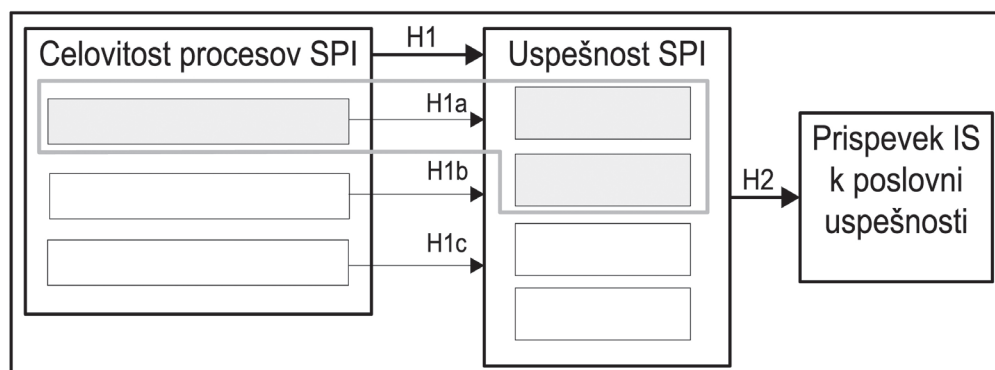 Celovitost procesov SPI
H1
Uspešnost SPI
H1a
H1b
H1c
H2
Prispevek IS
k poslovni
uspešnosti